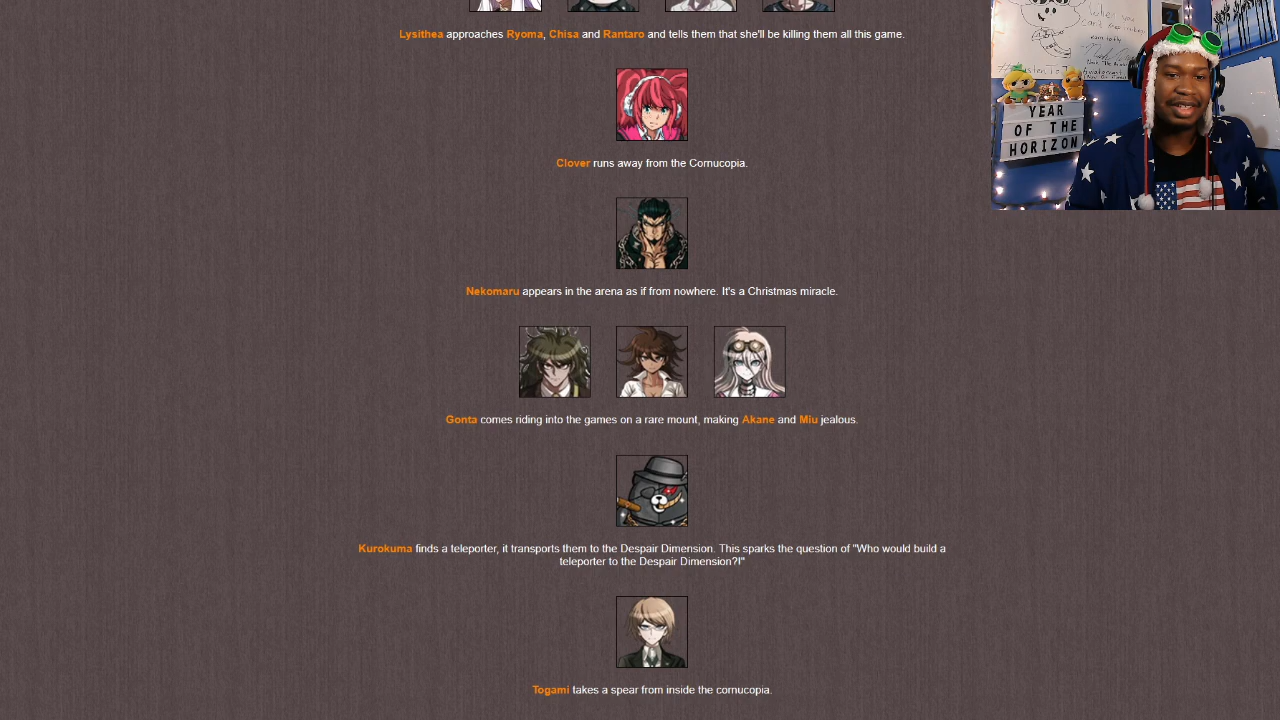 Lysithea approaches Ryoma, Chisa and Rantaro and tells them that she'll be killing them all this game.
Clover runs away from the Cornucopia.
Nekomaru appears in the arena as if from nowhere. It's a Christmas miracle.
Gonta comes riding into the games on a rare mount, making Akane and Miu jealous.
Kurokuma finds a teleporter, it transports them to the Despair Dimension. This sparks the question of "Who would build a
teleporter to the Despair Dimension?!"
Togami takes a spear from inside the cornucopia.
YEAR
OF THE
HORIZON